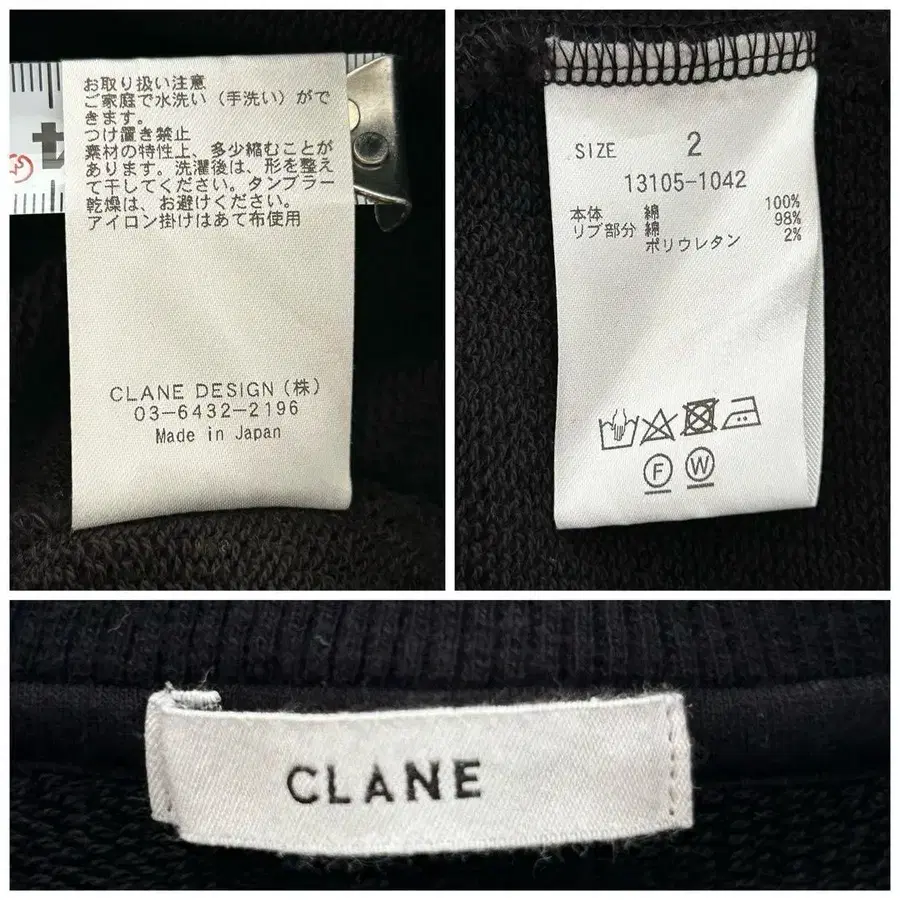 お取り扱い注意
ご家庭で水洗い（手洗い）がで
きます。
つけ置き禁止
素材の特性上、多少縮むことが
あります。洗濯後は、形を整え
て干してください。タンブラー
乾燥は、お避けください。
アイロン掛けはあて布使用
CLANE DESIGN（株）
03-6432-2196
Made in Japan
SIZE 2
13105-1042
本体 綿 100%
リブ部分 綿 98%
ポリウレタン 2%
F W
CLANE